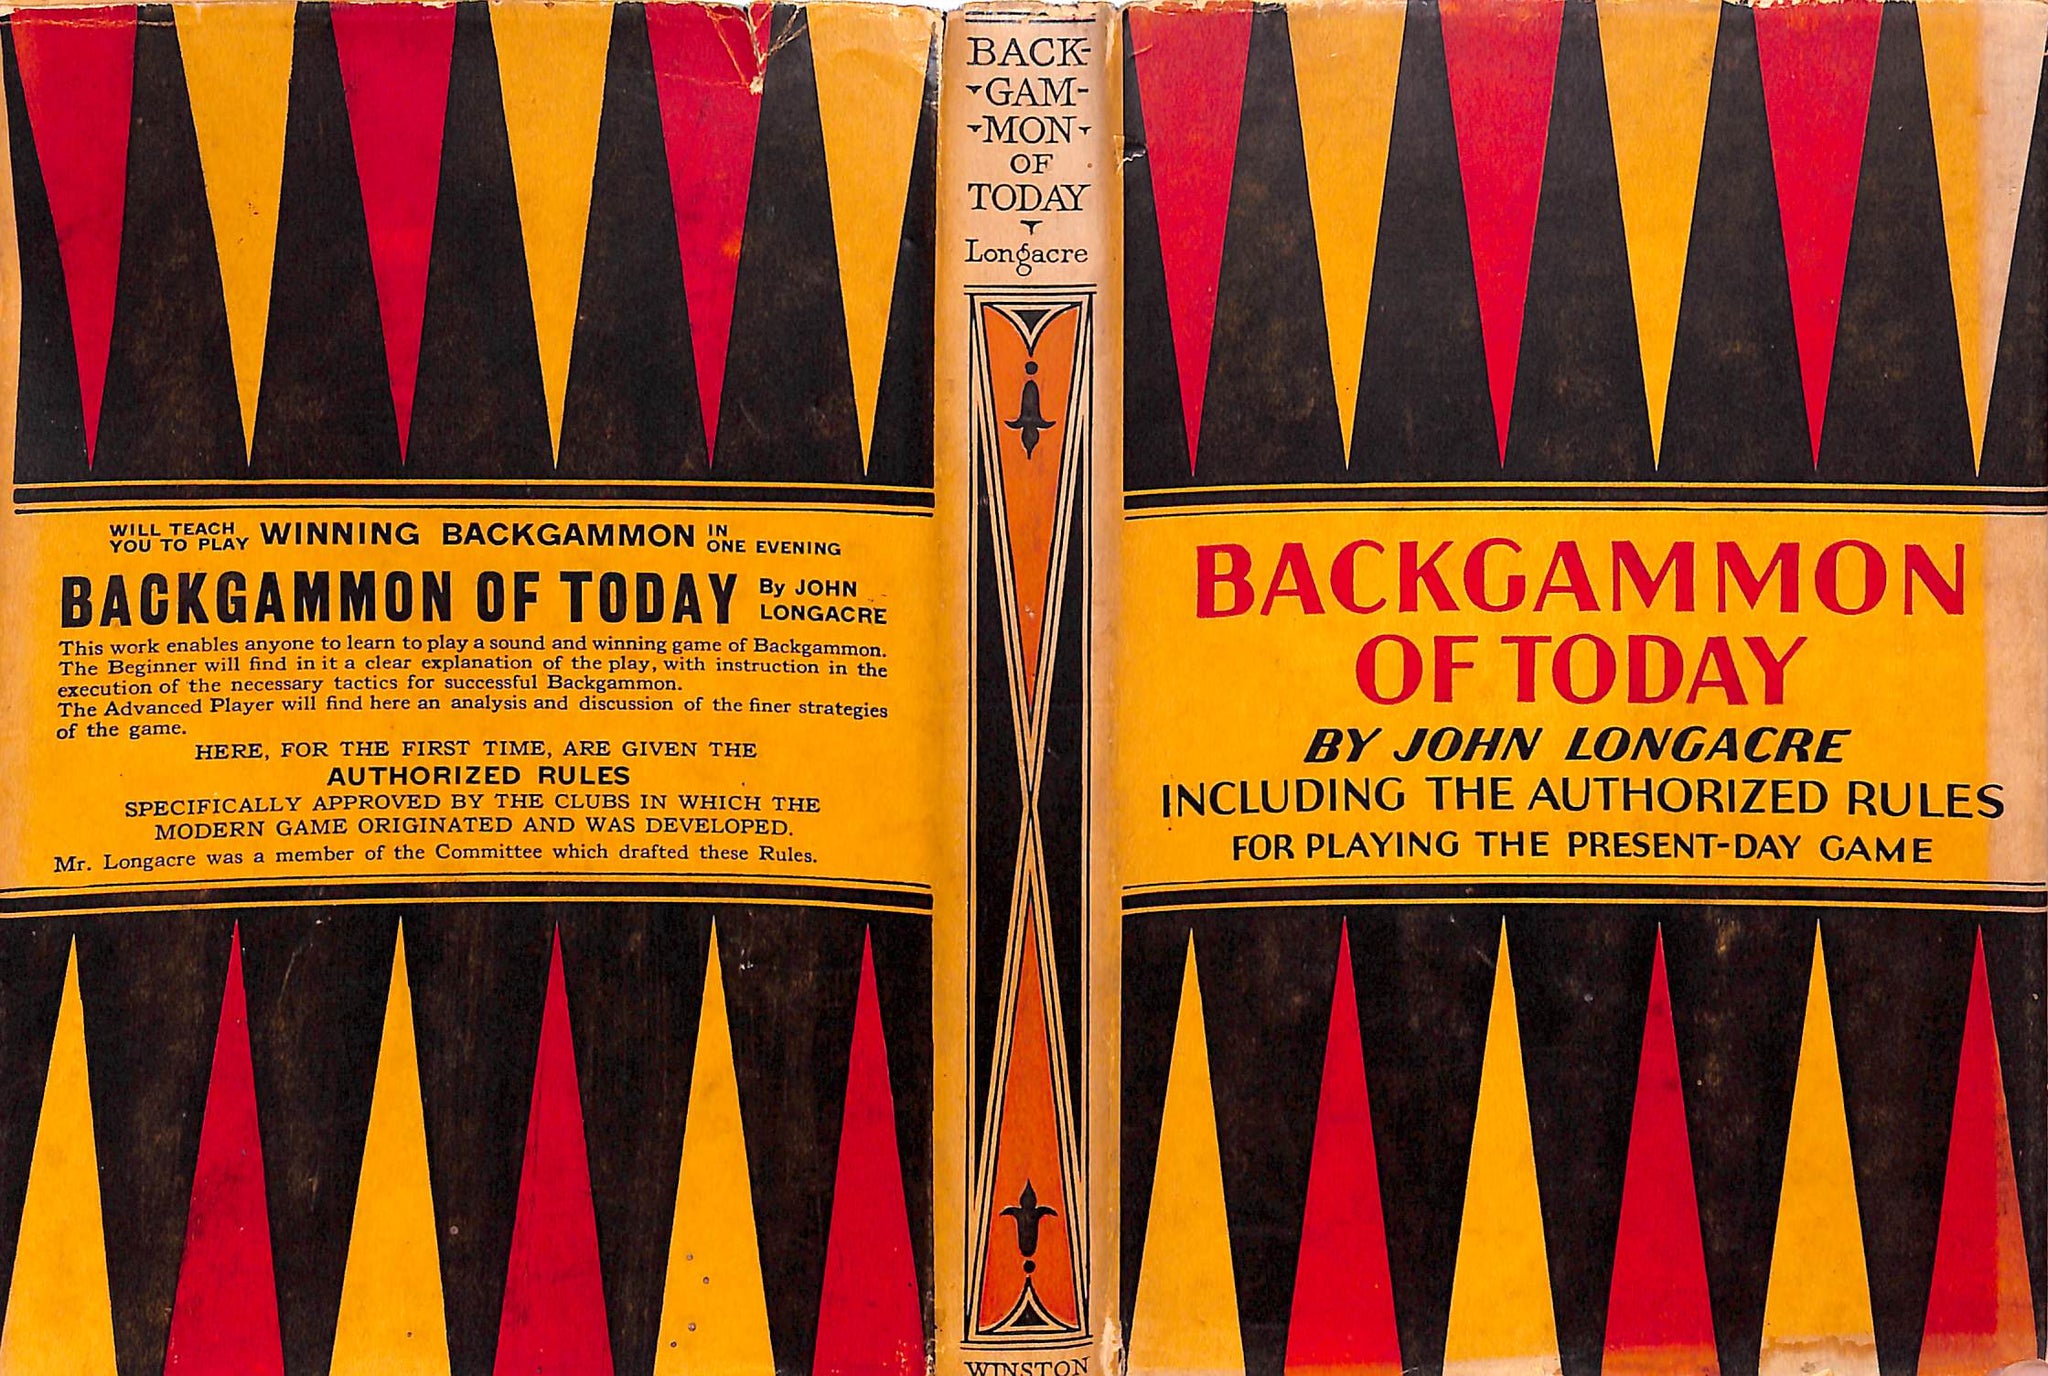 WILL TEACH
YOU TO PLAY WINNING BACKGAMMON IN
ONE EVENING
BACKGAMMON OF TODAY By JOHN
LONGACRE
This work enables anyone to learn to play a sound and winning game of Backgammon.
The Beginner will find in it a clear explanation of the play, with instruction in the
execution of the necessary tactics for successful Backgammon.
The Advanced Player will find here an analysis and discussion of the finer strategies
of the game.
HERE, FOR THE FIRST TIME, ARE GIVEN THE
AUTHORIZED RULES
SPECIFICALLY APPROVED BY THE CLUBS IN WHICH THE
MODERN GAME ORIGINATED AND WAS DEVELOPED.
Mr. Longacre was a member of the Committee which drafted these Rules.
BACK-
GAM-
MON
OF
TODAY
Longacre
WINSTON
BACKGAMMON
OF TODAY
BY JOHN LONGACRE
INCLUDING THE AUTHORIZED RULES
FOR PLAYING THE PRESENT-DAY GAME